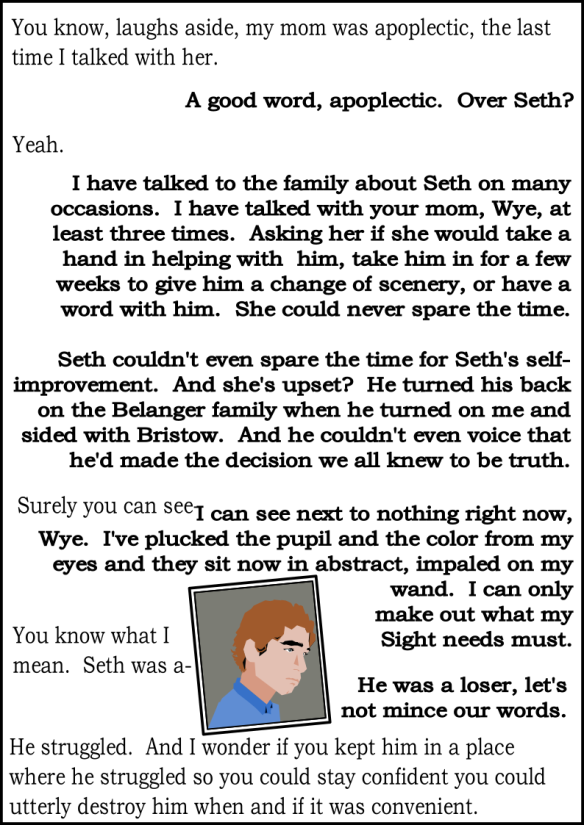 You know, laughs aside, my mom was apoplectic, the last
time I talked with her.
A good word, apoplectic.  Over Seth?
Yeah.
I have talked to the family about Seth on many
occasions.  I have talked with your mom, Wye, at
least three times.  Asking her if she would take a
hand in helping with  him, take him in for a few
weeks to give him a change of scenery, or have a
word with him.  She could never spare the time.
Seth couldn't even spare the time for Seth's self-
improvement.  And she's upset?  He turned his back
on the Belanger family when he turned on me and
sided with Bristow.  And he couldn't even voice that
he'd made the decision we all knew to be truth.
Surely you can see
I can see next to nothing right now,
Wye.  I've plucked the pupil and the color from my
eyes and they sit now in abstract, impaled on my
wand.  I can only
make out what my
Sight needs must.
You know what I
mean.  Seth was a-
He was a loser, let's
not mince our words.
He struggled.  And I wonder if you kept him in a place
where he struggled so you could stay confident you could
utterly destroy him when and if it was convenient.